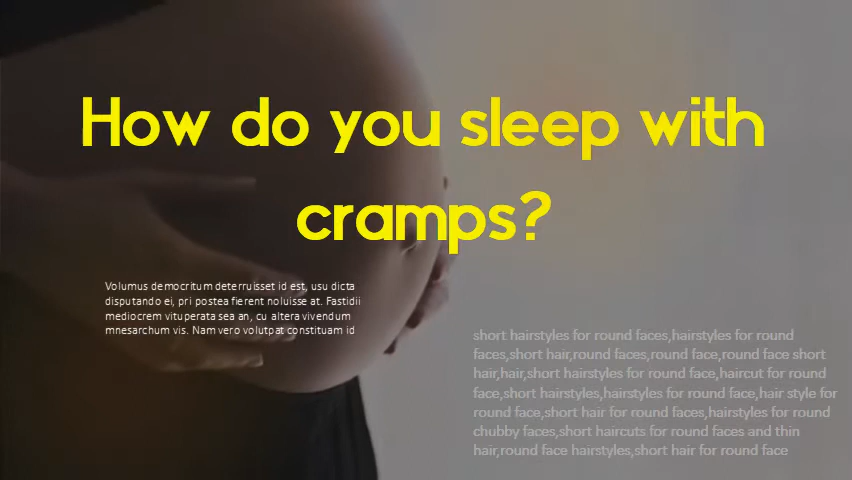 How do you sleep with
cramps?
Volumus democritum deterruisset id est, usu dicta
disputando ei, pri postea fierent noluisse at. Fastidii
mediocrem vituperata sea an, cu altera vivendum
mnesarchum vis. Nam vero volutpat constituam id
short hairstyles for round faces,hairstyles for round
faces,short hair,round faces,round face,round face short
hair,hair,short hairstyles for round face,haircut for round
face,short hairstyles,hairstyles for round face,hair style for
round face,short hair for round faces,hairstyles for round
chubby faces,short haircuts for round faces and thin
hair,round face hairstyles,short hair for round face